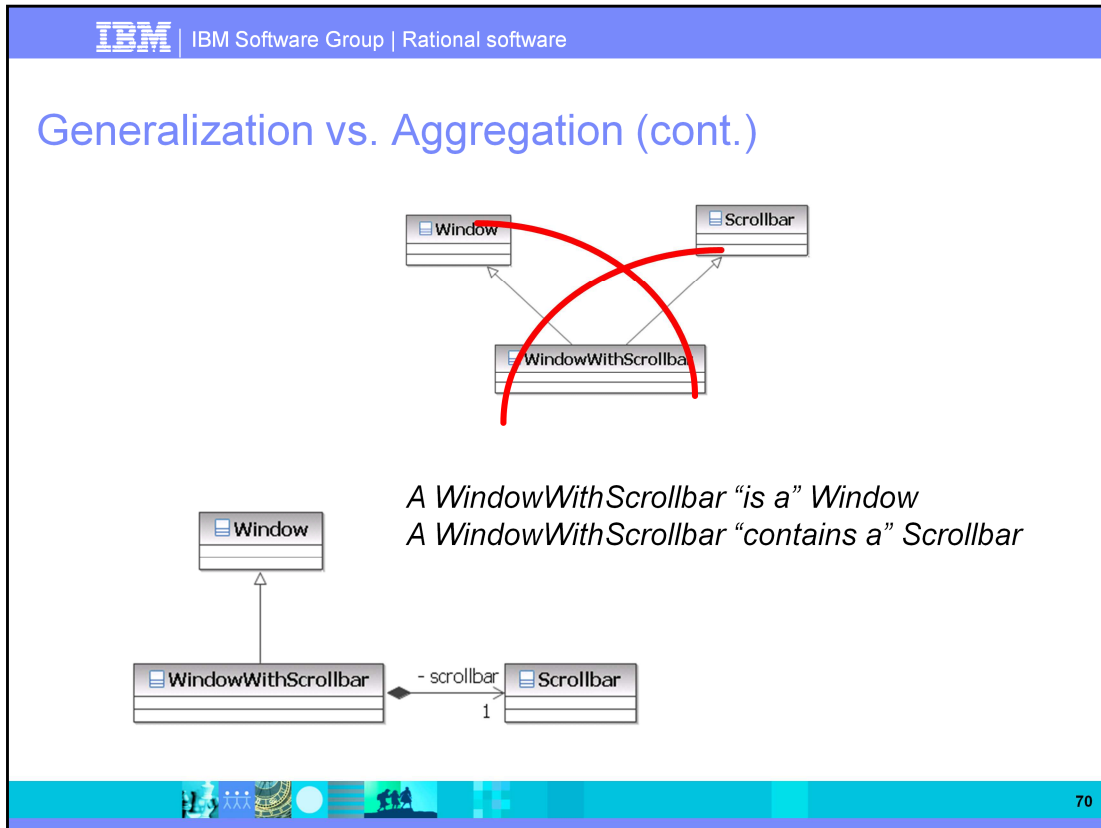 IBM | IBM Software Group | Rational software
Generalization vs. Aggregation (cont.)
Window
Scrollbar
WindowWithScrollbar
A WindowWithScrollbar “is a” Window
A WindowWithScrollbar “contains a” Scrollbar
Window
WindowWithScrollbar
- scrollbar
1
Scrollbar
70